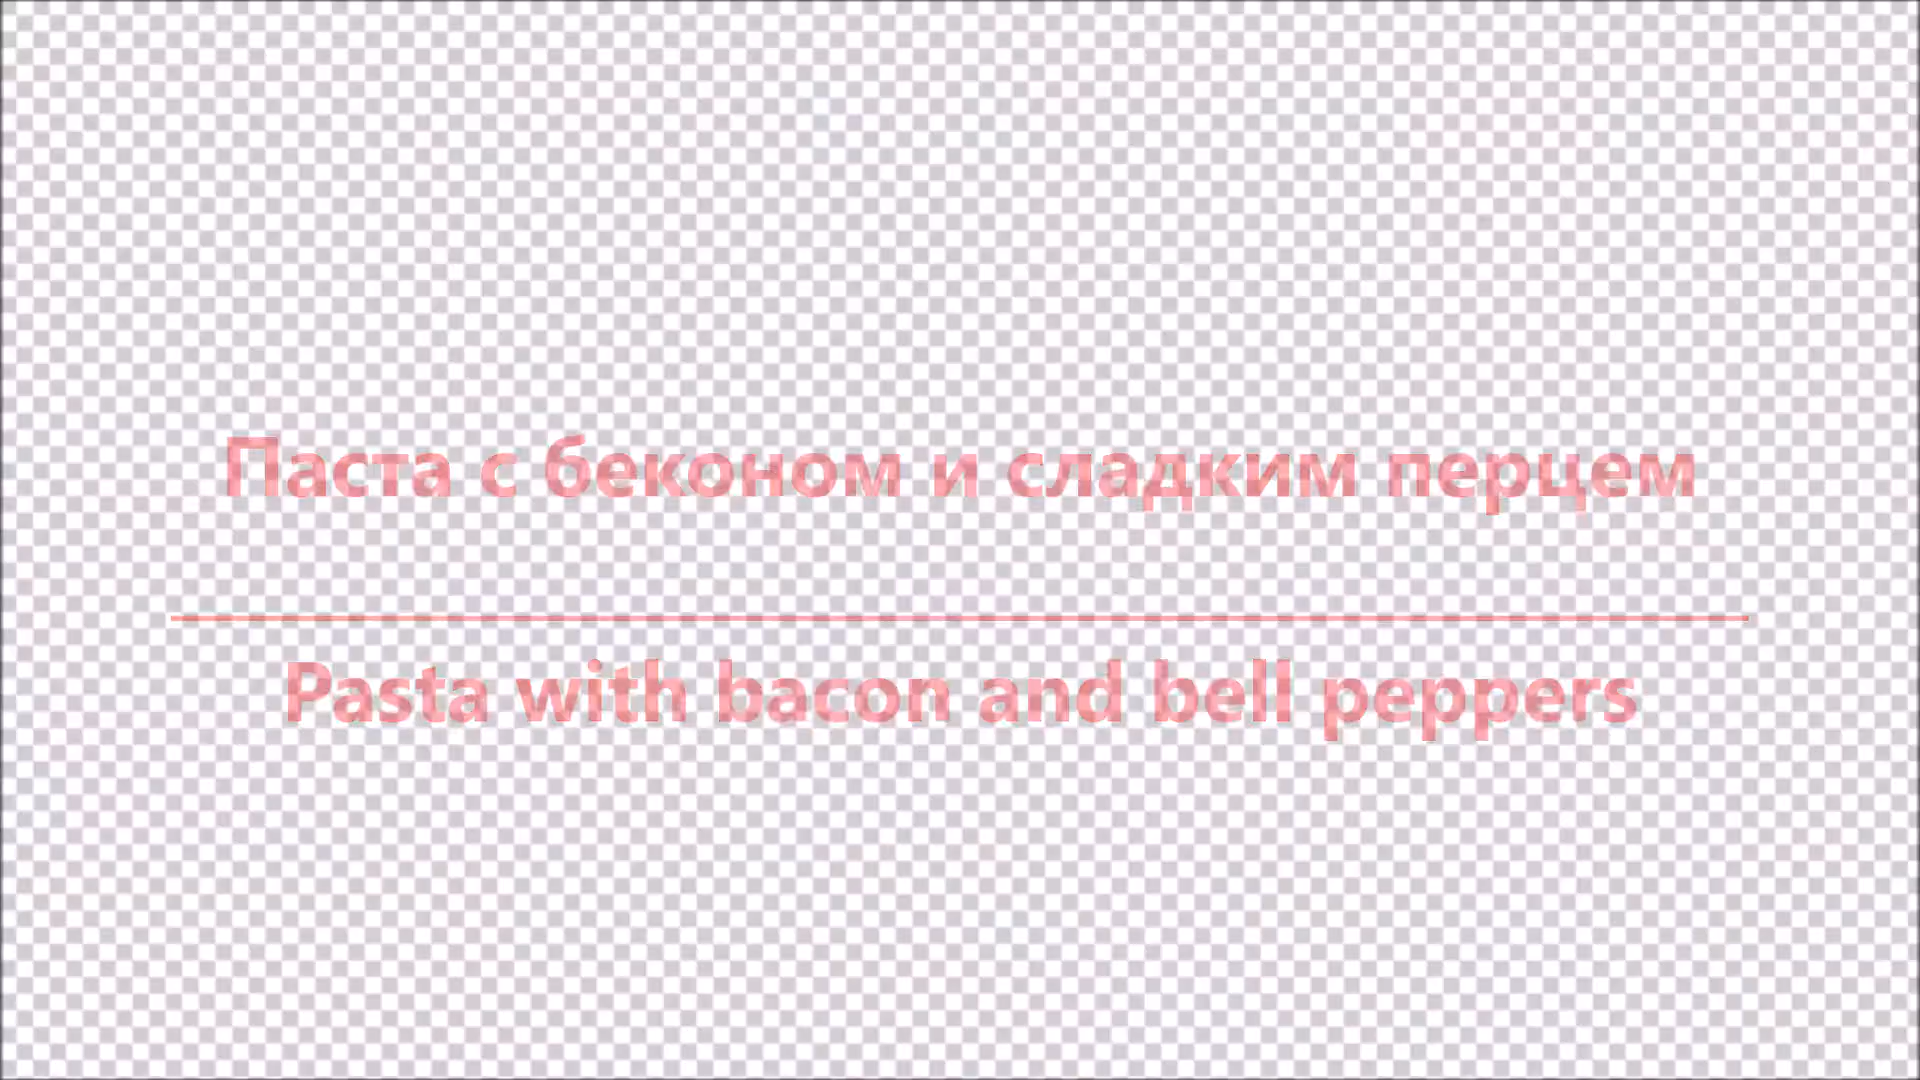 Паста с беконом и сладким перцем
Pasta with bacon and bell peppers